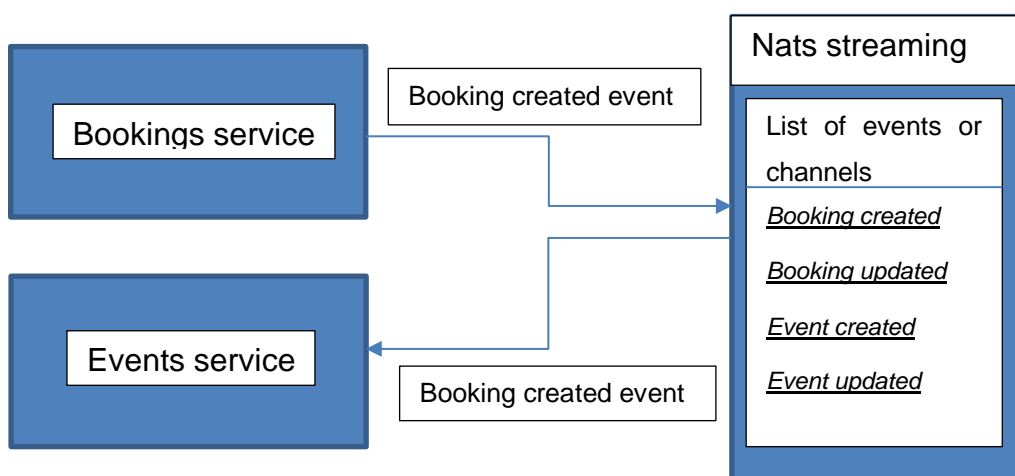 Nats streaming
Booking created event
Bookings service
List of events or
channels
Booking created
Booking updated
Event created
Event updated
Events service
Booking created event